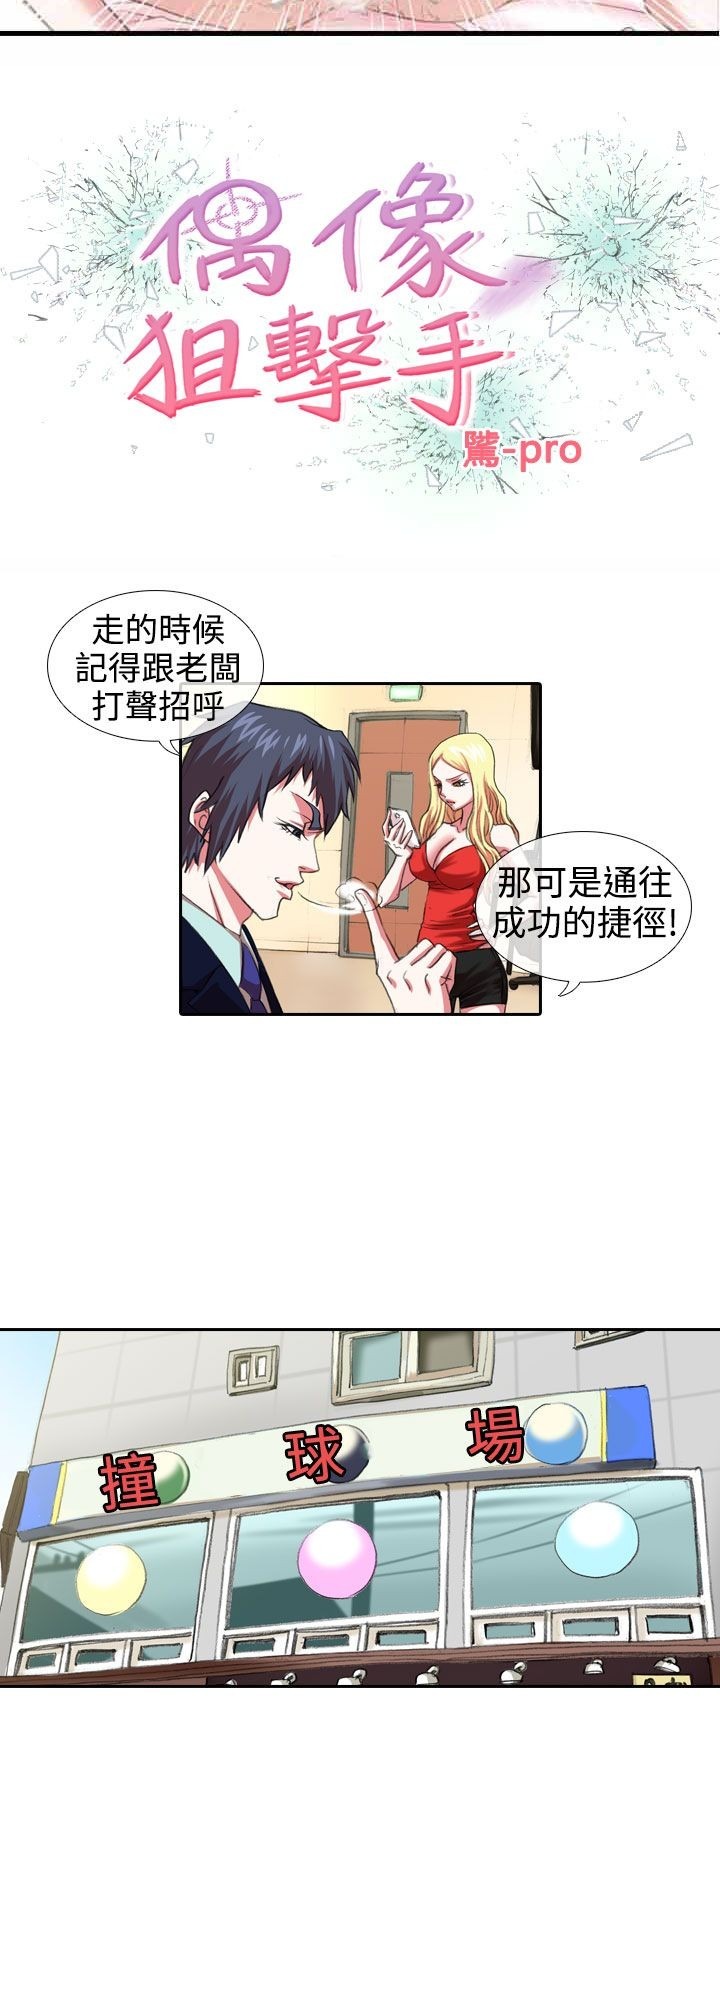 偶像
狙擊手
-pro
走的時候
記得跟老闆
打聲招呼
那可是通往
成功的捷徑!
撞球場